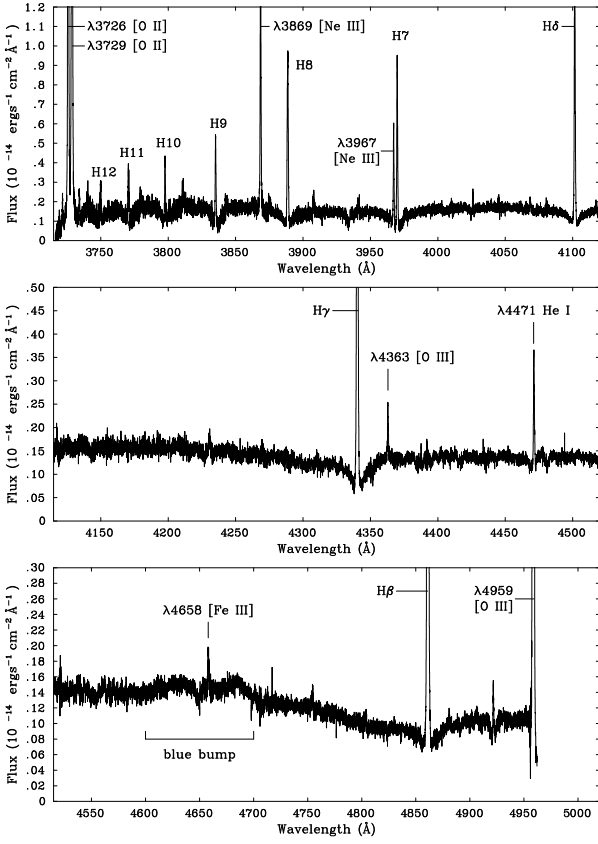 1.2
1.1
1.0
.9
.8
.7
.6
.5
.4
.3
.2
.1
0
Flux (10 −14 ergs−1 cm−2 Å−1)
λ3726 [O II]
λ3729 [O II]
H12
H11
H10
H9
λ3869 [Ne III]
H8
λ3967
[Ne III]
H7
Hδ
3750 3800 3850 3900 3950 4000 4050 4100
Wavelength (Å)
.50
.45
.40
.35
.30
.25
.20
.15
.10
.05
0
Flux (10 −14 ergs−1 cm−2 Å−1)
Hγ
λ4363 [O III]
λ4471 He I
4150 4200 4250 4300 4350 4400 4450 4500
Wavelength (Å)
.30
.28
.26
.24
.22
.20
.18
.16
.14
.12
.10
.08
.06
.04
.02
0
Flux (10 −14 ergs−1 cm−2 Å−1)
λ4658 [Fe III]
blue bump
Hβ
λ4959
[O III]
4550 4600 4650 4700 4750 4800 4850 4900 4950 5000
Wavelength (Å)